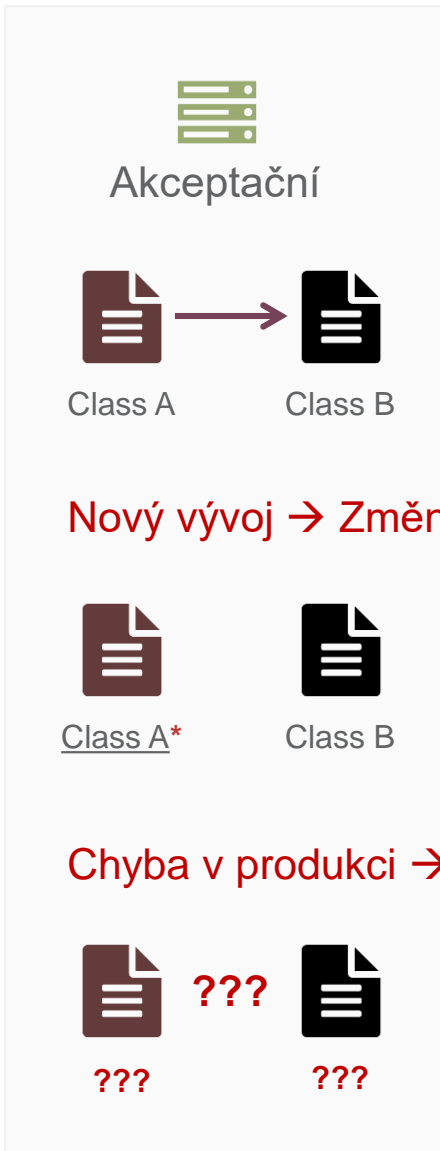 Akceptační
Class A
Class B
Nový vývoj → Změn
Class A*
Class B
Chyba v produkci →
???
???
???